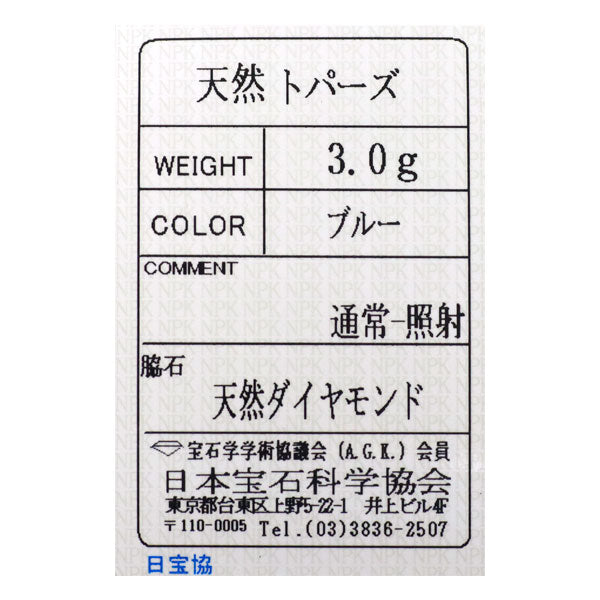 天然 トパーズ
WEIGHT 3.0g
COLOR ブルー
COMMENT
通常-照射
脇石
天然ダイヤモンド
宝石学学術協議会 (A.G.K.) 会員
日本宝石科学協会
東京都台東区上野5-22-1 井上ビル4F
〒110-0005 Tel.(03)3836-2507
日宝協